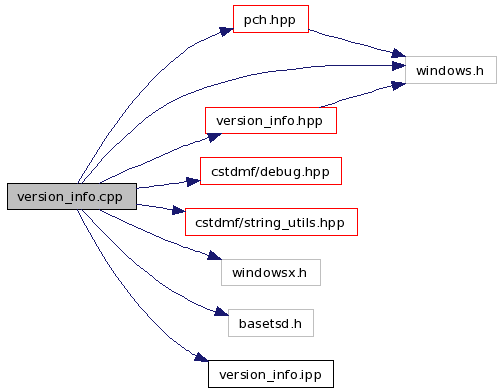 pch.hpp
windows.h
version_info.hpp
cstdmf/debug.hpp
version_info.cpp
cstdmf/string_utils.hpp
windowsx.h
basetsd.h
version_info.ipp